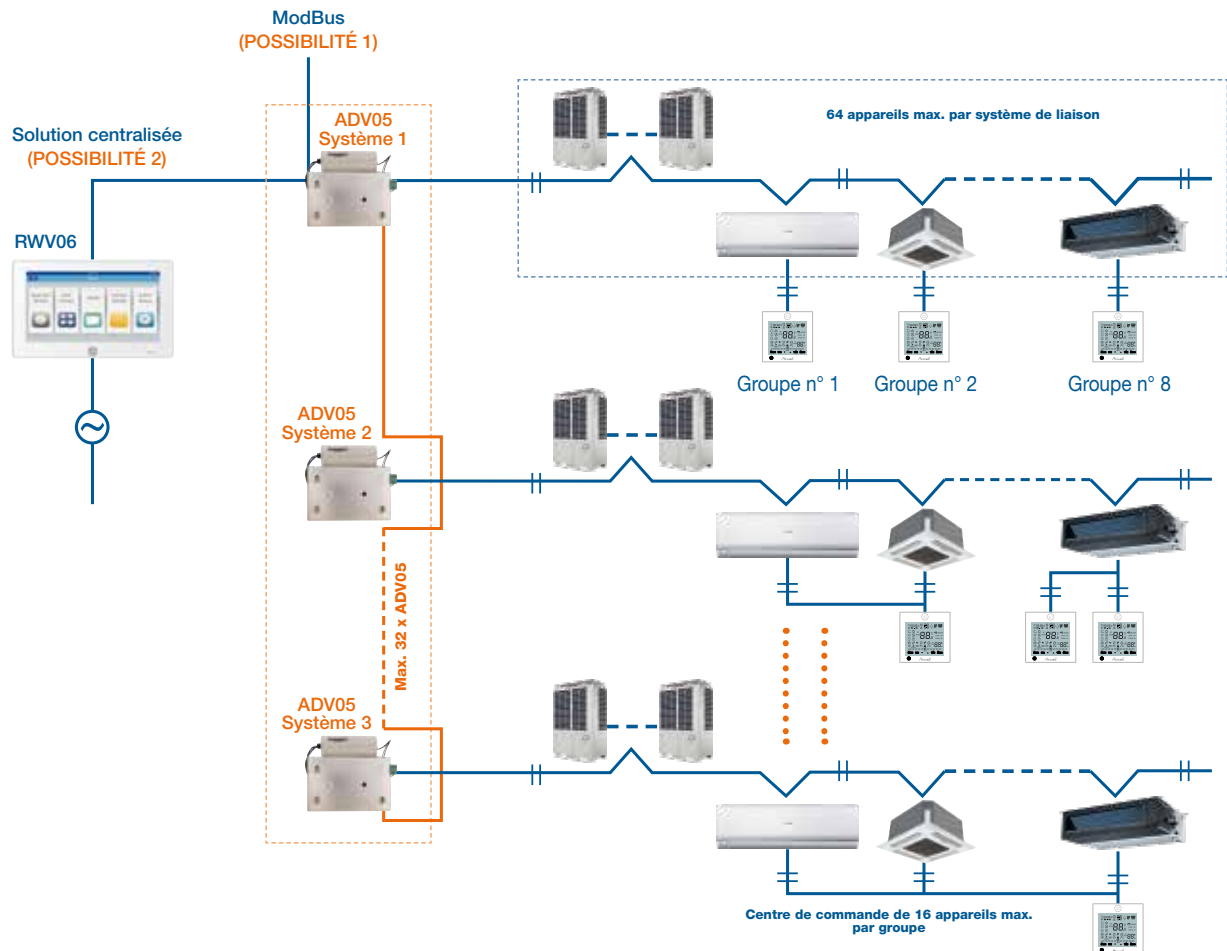 ModBus
(POSSIBILITÉ 1)
Solution centralisée
(POSSIBILITÉ 2)
RWV06
ADV05
Système 1
64 appareils max. par système de liaison
Groupe n° 1
Groupe n° 2
Groupe n° 8
ADV05
Système 2
Max. 32 x ADV05
ADV05
Système 3
Centre de commande de 16 appareils max.
par groupe